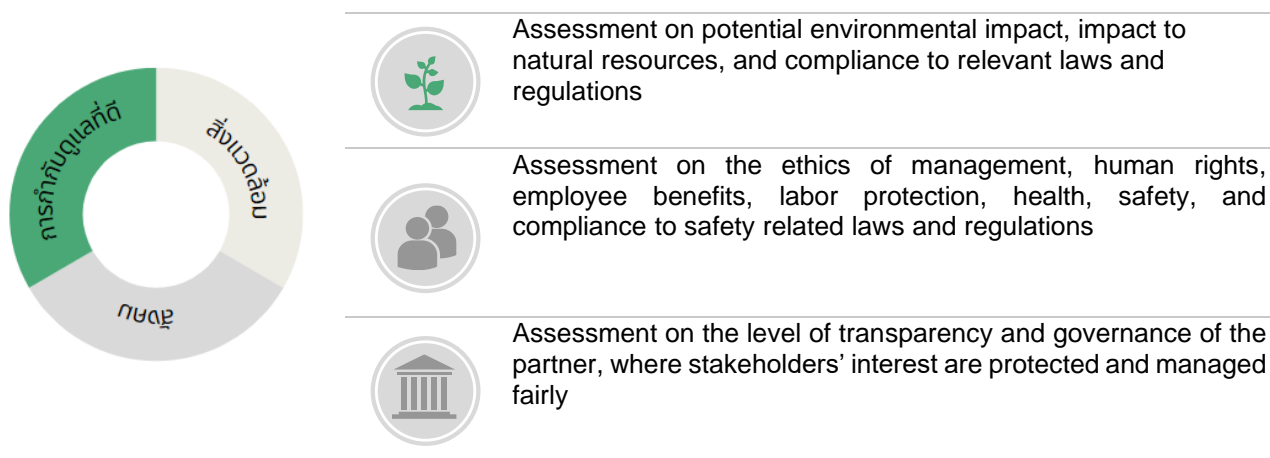 การกำกับดูแลที่ดี
สิ่งแวดล้อม
สังคม
Assessment on potential environmental impact, impact to
natural resources, and compliance to relevant laws and
regulations
Assessment on the ethics of management, human rights,
employee benefits, labor protection, health, safety, and
compliance to safety related laws and regulations
Assessment on the level of transparency and governance of the
partner, where stakeholders’ interest are protected and managed
fairly